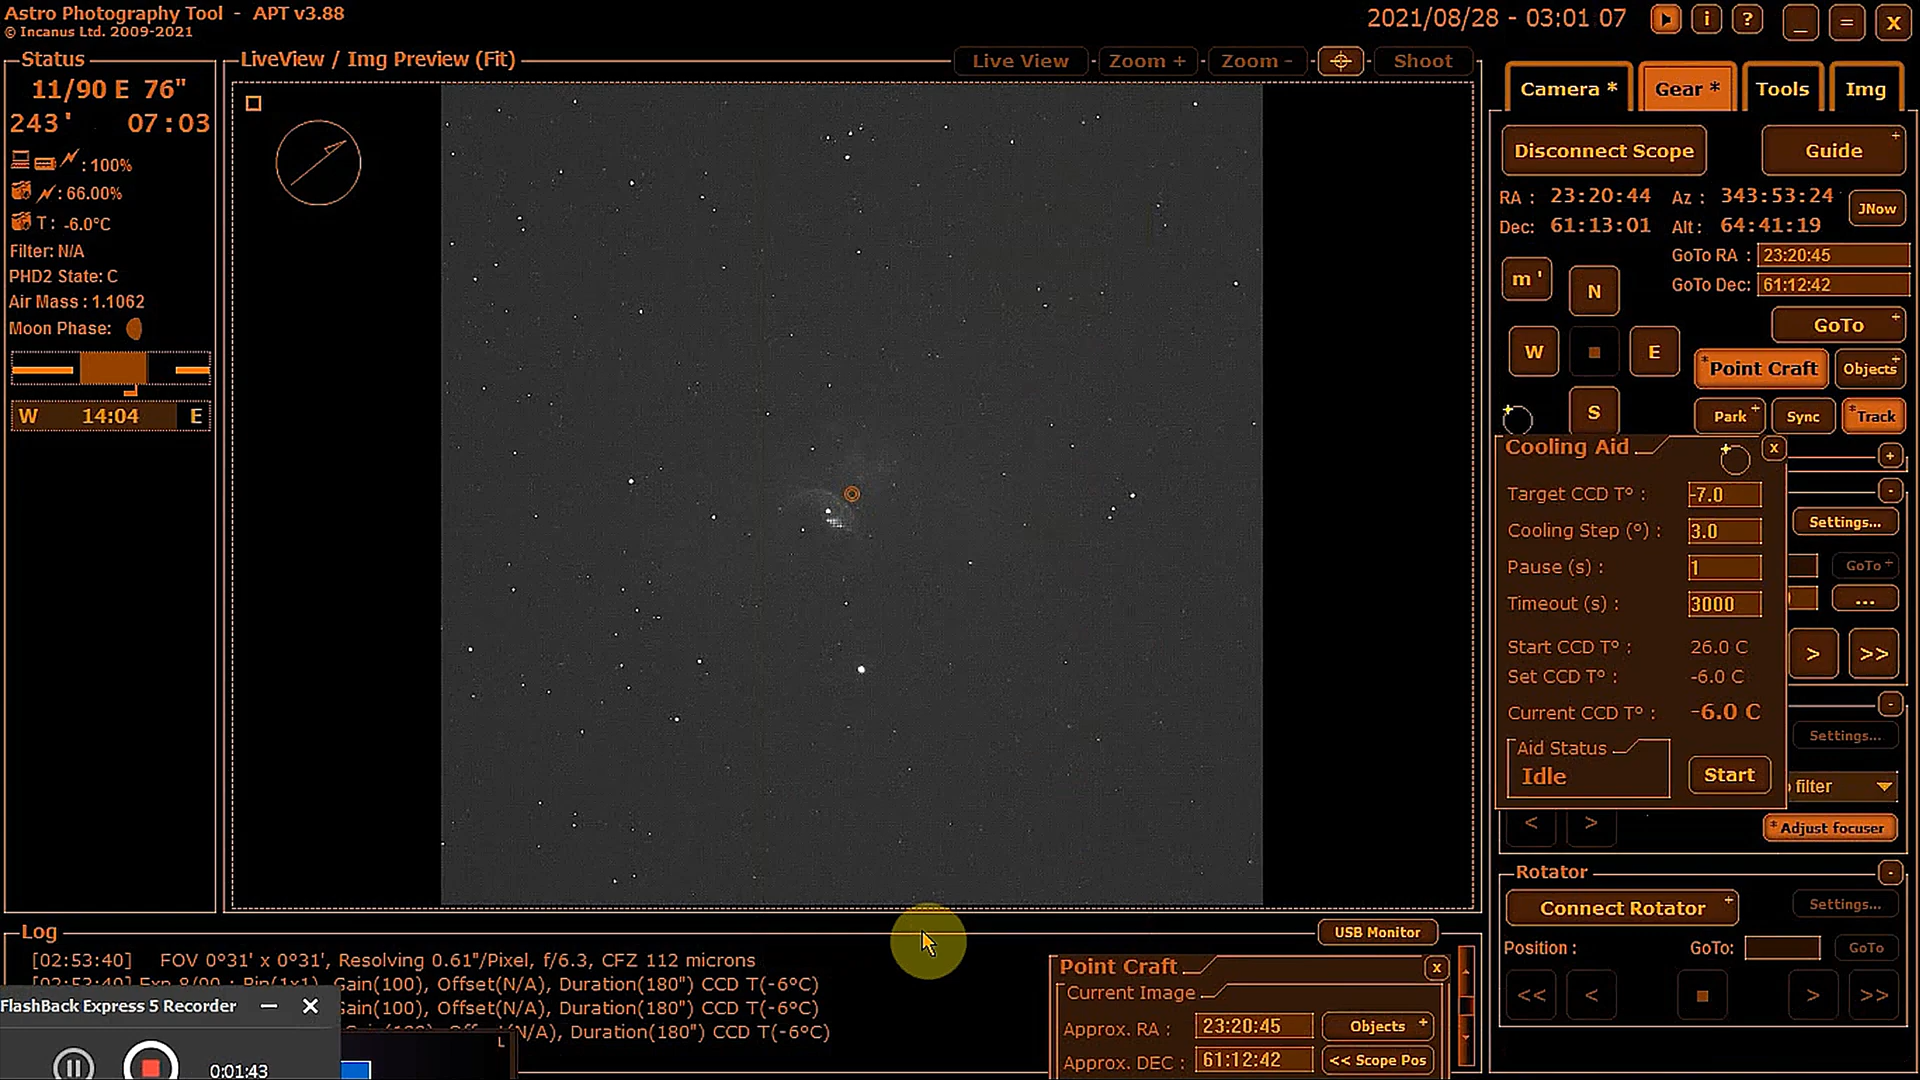 Astro Photography Tool - APT v3.88
© Incanus Ltd. 2009-2021
2021/08/28 - 03:01 07
i
?
_
=
X
Status
11/90 E 76"
243' 07:03
: 100%
: 66.00%
T: -6.0°C
Filter: N/A
PHD2 State: C
Air Mass : 1.1062
Moon Phase:
W 14:04 E
LiveView / Img Preview (Fit)
Live View
Zoom +
Zoom -
Shoot
Camera *
Gear *
Tools
Img
Disconnect Scope
Guide +
RA : 23:20:44 Az : 343:53:24
Dec: 61:13:01 Alt : 64:41:19
JNow
GoTo RA : 23:20:45
GoTo Dec: 61:12:42
m '
N
W
E
S
GoTo +
*Point Craft
Objects +
Park +
Sync
*Track
Cooling Aid
x
Target CCD T° : -7.0
Cooling Step (°) : 3.0
Pause (s) : 1
Timeout (s) : 3000
Start CCD T° : 26.0 C
Set CCD T° : -6.0 C
Current CCD T° : -6.0 C
Aid Status
Idle
Start
+
-
Settings...
GoTo +
...
>
>>
-
Settings...
filter
<
>
*Adjust focuser
Rotator
-
Connect Rotator +
Settings...
Position :
GoTo:
GoTo
<<
<
>
>>
Log
USB Monitor
[02:53:40] FOV 0°31' x 0°31', Resolving 0.61"/Pixel, f/6.3, CFZ 112 microns
Gain(100), Offset(N/A), Duration(180") CCD T(-6°C)
Gain(100), Offset(N/A), Duration(180") CCD T(-6°C)
Offset(N/A), Duration(180") CCD T(-6°C)
FlashBack Express 5 Recorder
0:01:43
L
Point Craft
x
Current Image
Approx. RA : 23:20:45
Objects +
Approx. DEC : 61:12:42
<< Scope Pos